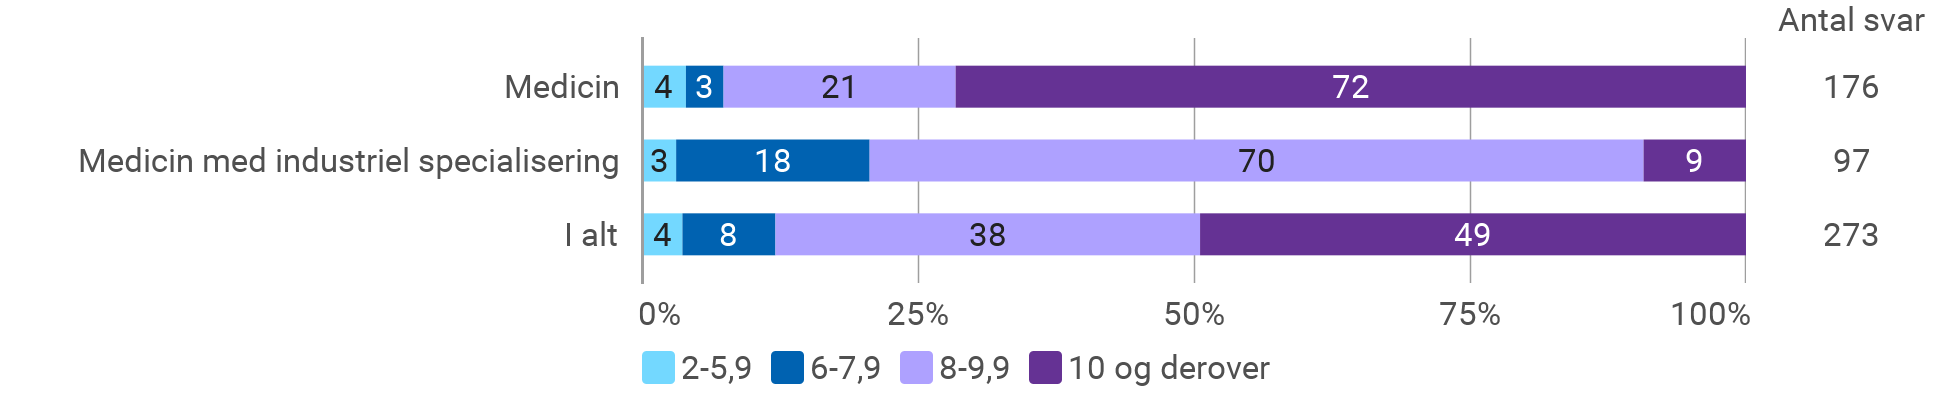 Antal svar
Medicin 4 3 21 72 176
Medicin med industriel specialisering 3 18 70 9 97
I alt 4 8 38 49 273
0% 25% 50% 75% 100%
2-5,9 6-7,9 8-9,9 10 og derover